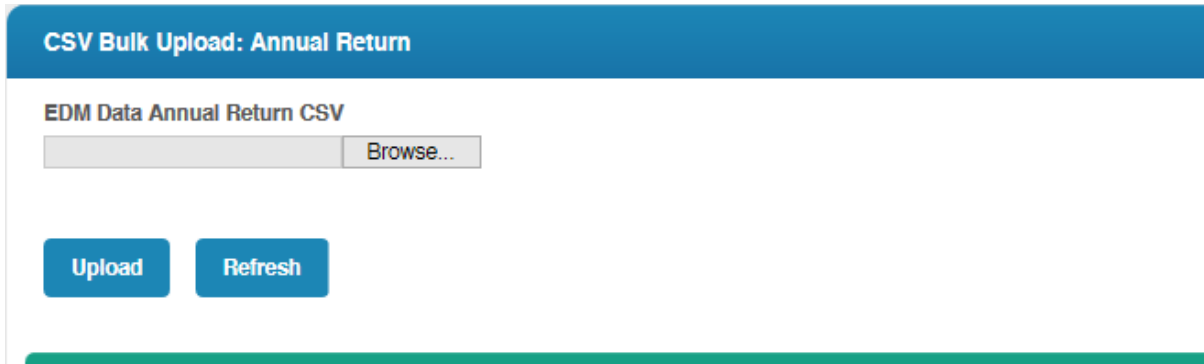 CSV Bulk Upload: Annual Return
EDM Data Annual Return CSV
Browse...
Upload Refresh